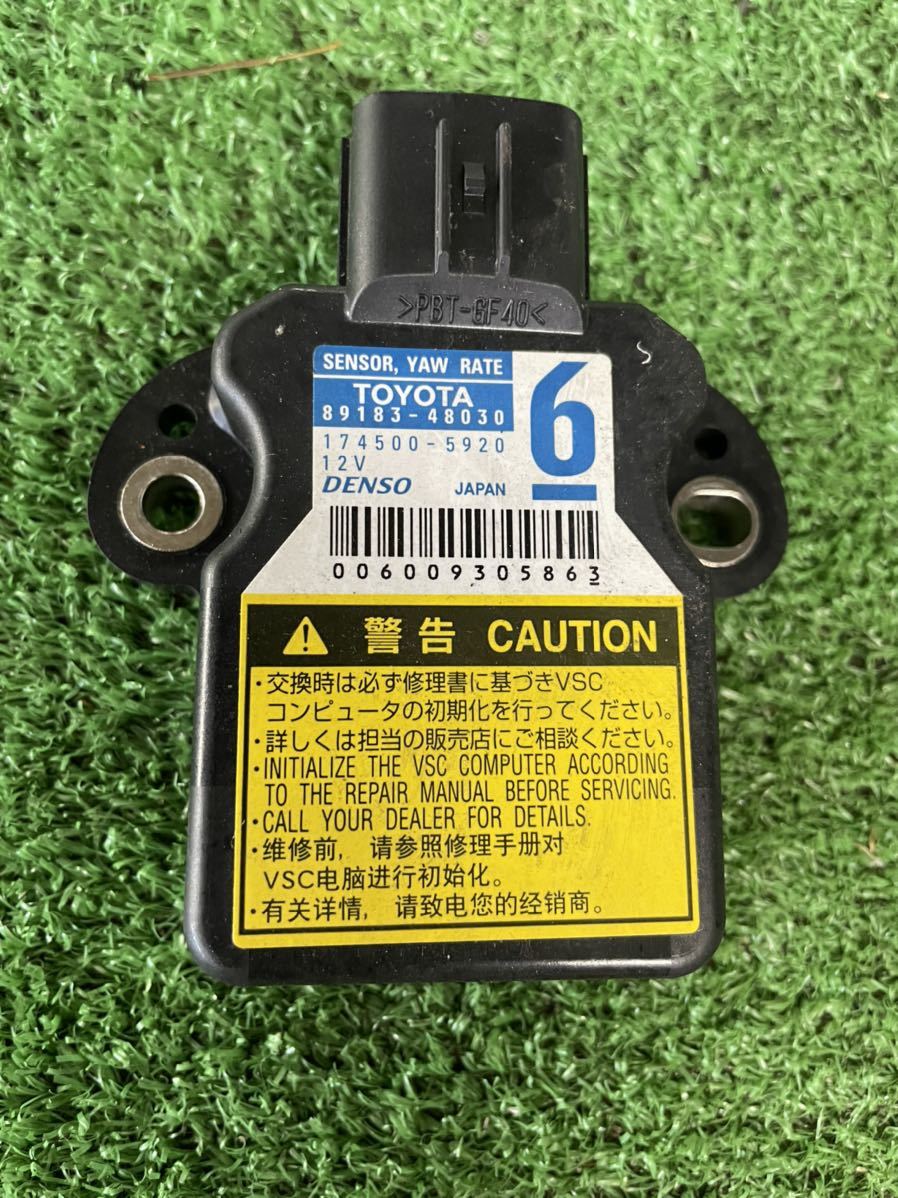 >PBT-GF40<
S
SENSOR, YAW RATE
TOYOTA
89183-48030
6
174500-5920
12V
DENSO JAPAN
006009305863
警告 CAUTION
・交換時は必ず修理書に基づきVSC
コンピュータの初期化を行ってください。
・詳しくは担当の販売店にご相談ください。
・INITIALIZE THE VSC COMPUTER ACCORDING
TO THE REPAIR MANUAL BEFORE SERVICING.
・CALL YOUR DEALER FOR DETAILS.
・维修前, 请参照修理手册对
VSC电脑进行初始化。
・有关详情, 请致电您的经销商。